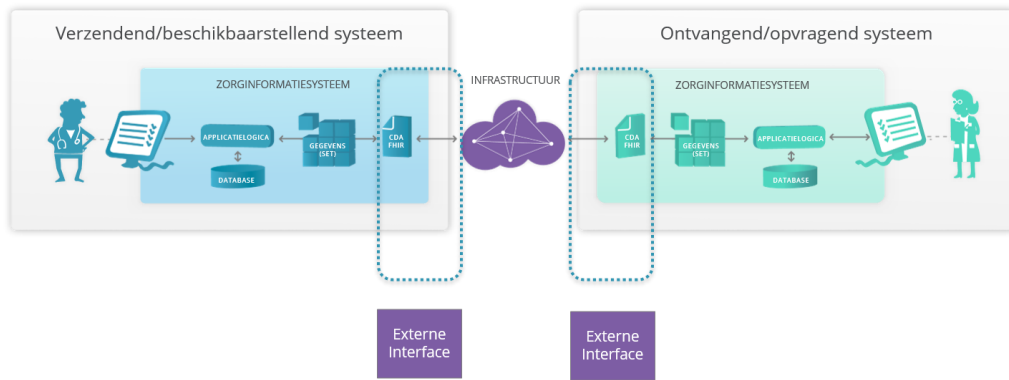 Verzendend/beschikbaarstellend systeem
ZORGINFORMATIESYSTEEM
APPLICATIELOGICA
DATABASE
GEGEVENS
(SET)
CDA
FHIR
INFRASTRUCTUUR
Ontvangend/opvragend systeem
ZORGINFORMATIESYSTEEM
CDA
FHIR
GEGEVENS
(SET)
APPLICATIELOGICA
DATABASE
Externe
Interface
Externe
Interface